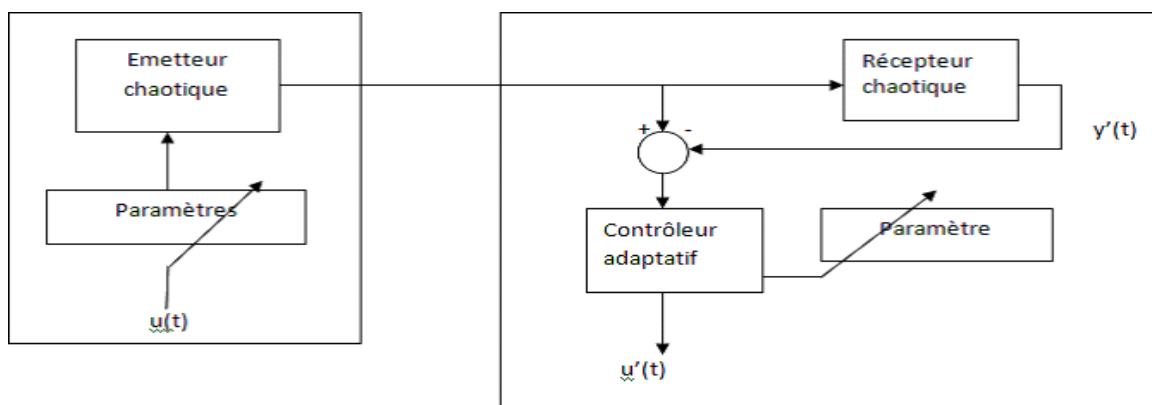 Emetteur
chaotique
Paramètres
u(t)
Récepteur
chaotique
+ -
y’(t)
Contrôleur
adaptatif
Paramètre
u’(t)